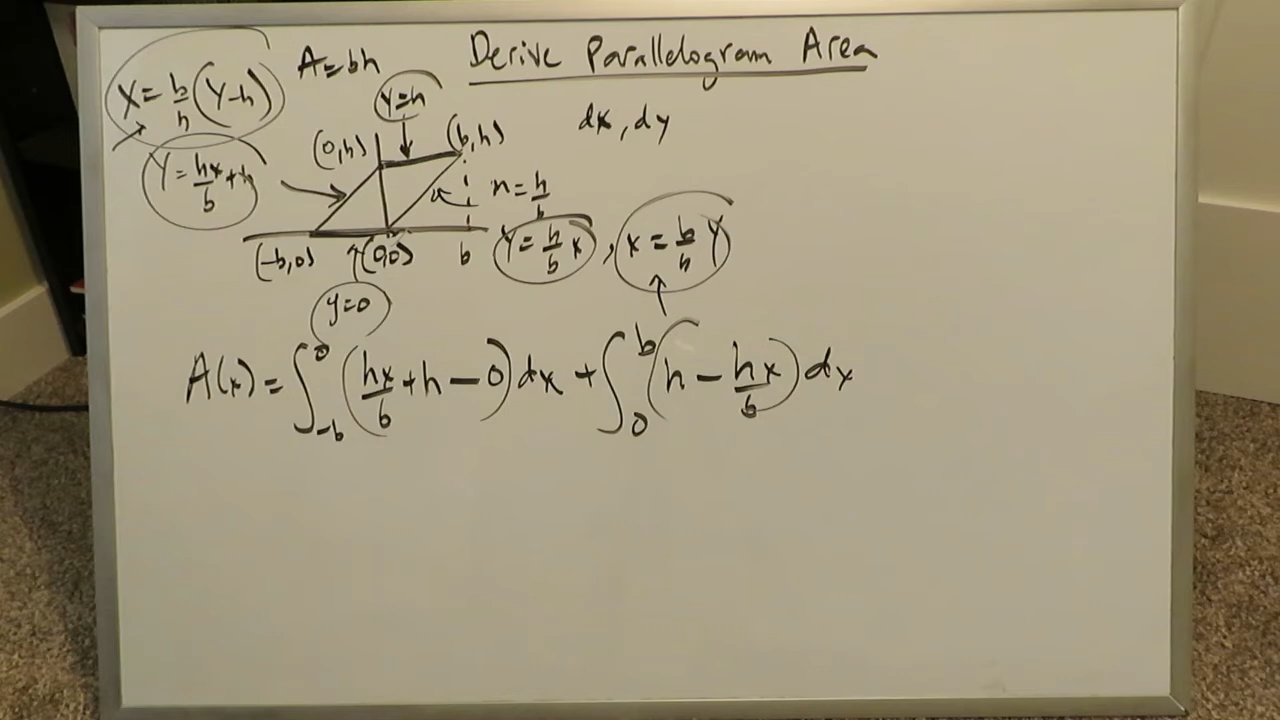 Derive Parallelogram Area
A=bh
x = b/h (y-h)
y=h
dx, dy
(0,h)
(b,h)
y = hx/b + h
m = h/b
(-b,0)
(0,0)
b
y = h/b x , x = b/h y
y=0
A(x) = ∫_{-b}^{0} (hx/b + h - 0) dx + ∫_{0}^{b} (h - hx/b) dx